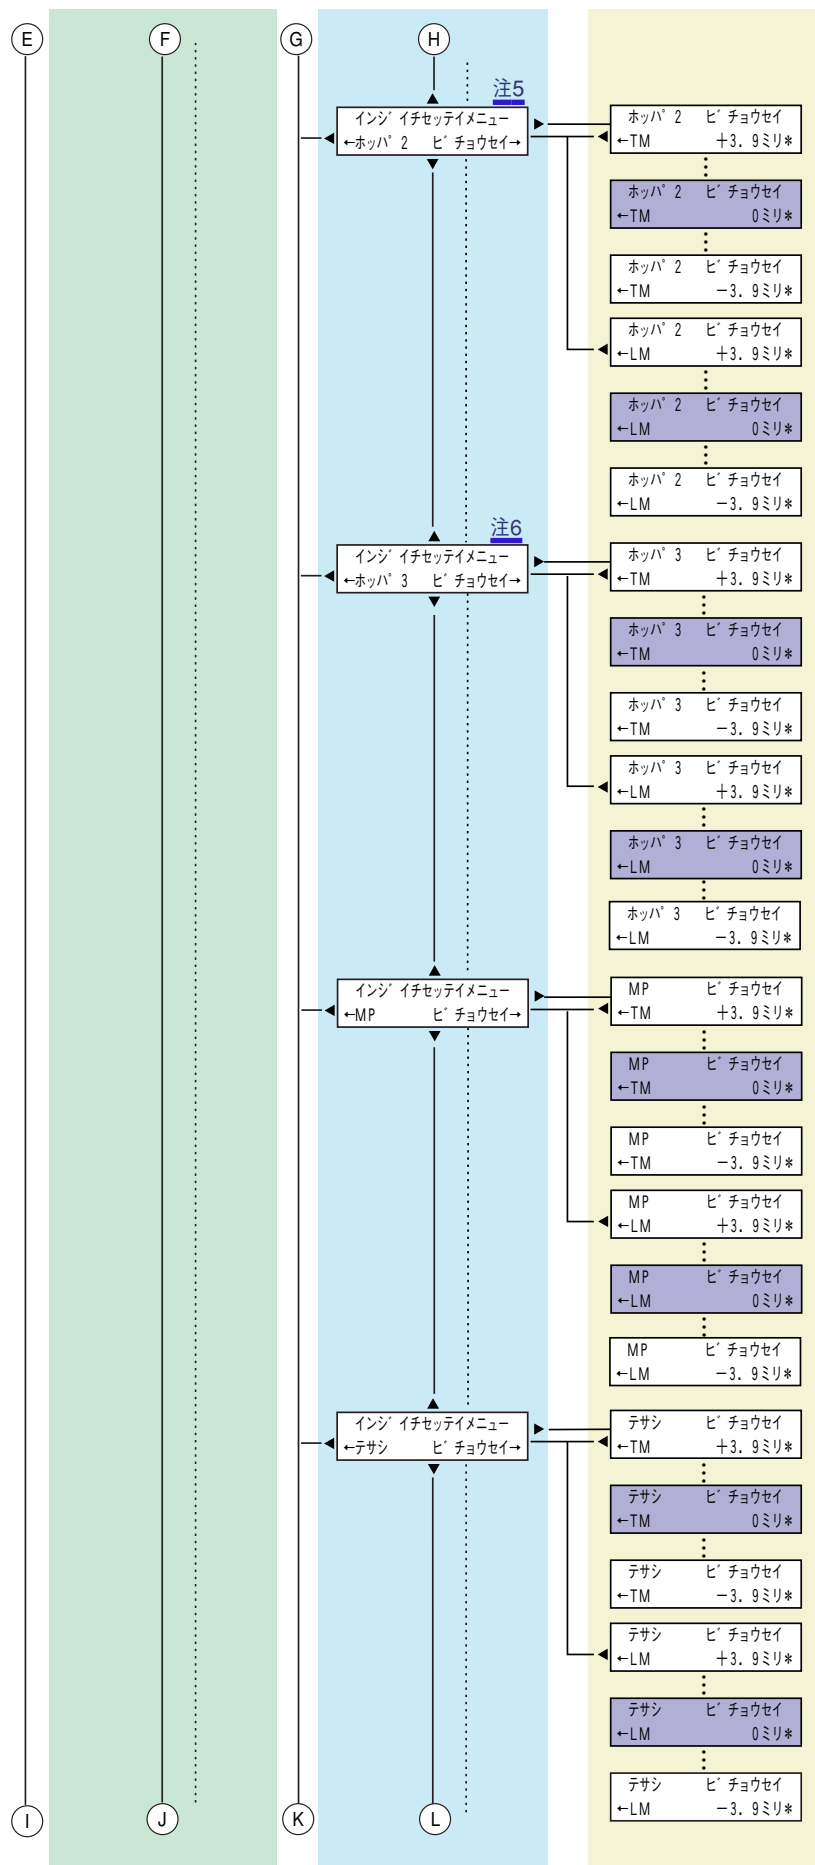 E
F
G
H
注5
インジイチセッテイメニュー
←ホッパ2 ビチョウセイ→
ホッパ2 ビチョウセイ
←TM +3.9ミリ*
ホッパ2 ビチョウセイ
←TM 0ミリ*
ホッパ2 ビチョウセイ
←TM −3.9ミリ*
ホッパ2 ビチョウセイ
←LM +3.9ミリ*
ホッパ2 ビチョウセイ
←LM 0ミリ*
ホッパ2 ビチョウセイ
←LM −3.9ミリ*
注6
インジイチセッテイメニュー
←ホッパ3 ビチョウセイ→
ホッパ3 ビチョウセイ
←TM +3.9ミリ*
ホッパ3 ビチョウセイ
←TM 0ミリ*
ホッパ3 ビチョウセイ
←TM −3.9ミリ*
ホッパ3 ビチョウセイ
←LM +3.9ミリ*
ホッパ3 ビチョウセイ
←LM 0ミリ*
ホッパ3 ビチョウセイ
←LM −3.9ミリ*
インジイチセッテイメニュー
←MP ビチョウセイ→
MP ビチョウセイ
←TM +3.9ミリ*
MP ビチョウセイ
←TM 0ミリ*
MP ビチョウセイ
←TM −3.9ミリ*
MP ビチョウセイ
←LM +3.9ミリ*
MP ビチョウセイ
←LM 0ミリ*
MP ビチョウセイ
←LM −3.9ミリ*
インジイチセッテイメニュー
←テサシ ビチョウセイ→
テサシ ビチョウセイ
←TM +3.9ミリ*
テサシ ビチョウセイ
←TM 0ミリ*
テサシ ビチョウセイ
←TM −3.9ミリ*
テサシ ビチョウセイ
←LM +3.9ミリ*
テサシ ビチョウセイ
←LM 0ミリ*
テサシ ビチョウセイ
←LM −3.9ミリ*
I
J
K
L